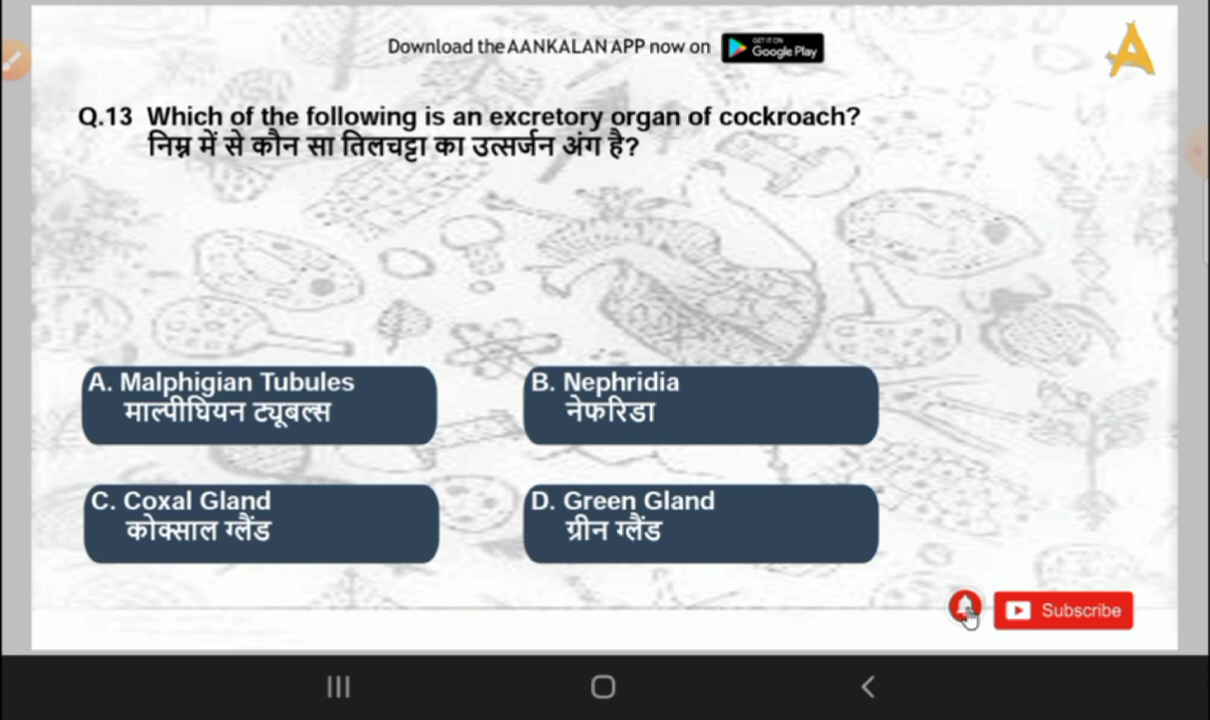 Download the AANKALAN APP now on
GET IT ON
Google Play
A
Q.13 Which of the following is an excretory organ of cockroach?
निम्न में से कौन सा तिलचट्टा का उत्सर्जन अंग है?
A. Malphigian Tubules
माल्पीघियन ट्यूबल्स
B. Nephridia
नेफरिडा
C. Coxal Gland
कोक्साल ग्लैंड
D. Green Gland
ग्रीन ग्लैंड
Subscribe